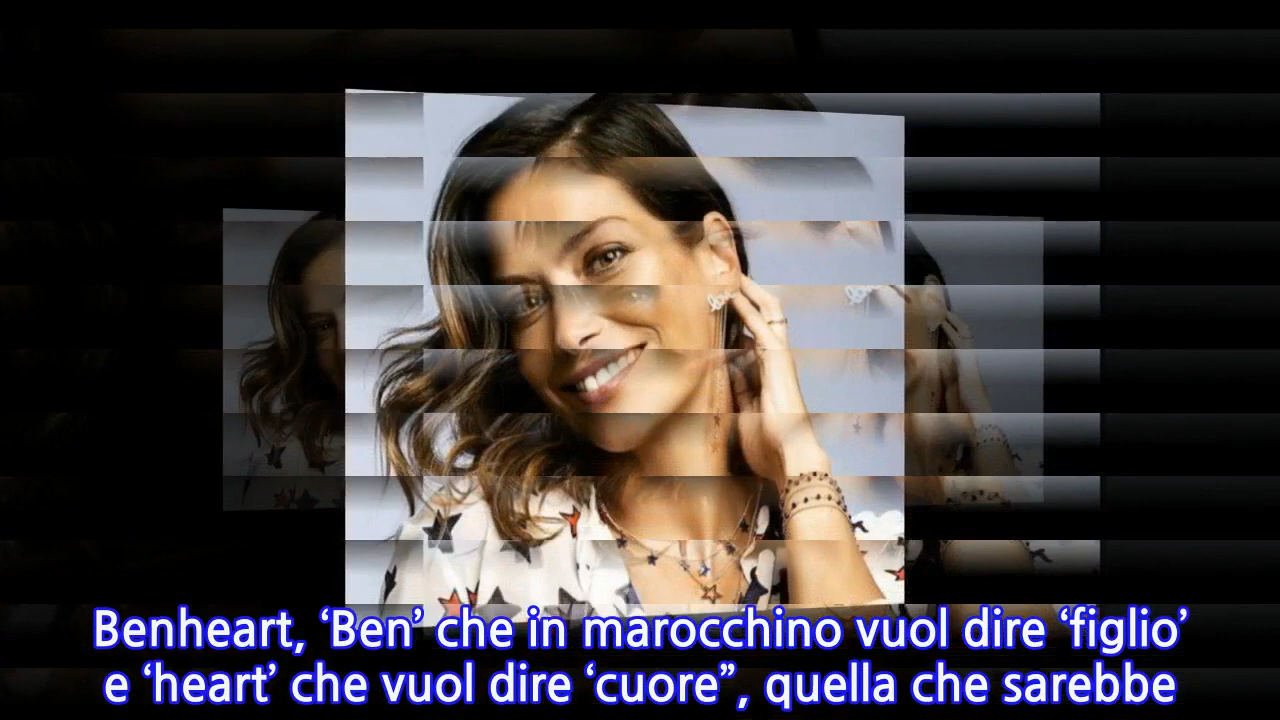 Benheart, ‘Ben’ che in marocchino vuol dire ‘figlio’
e ‘heart’ che vuol dire ‘cuore”, quella che sarebbe